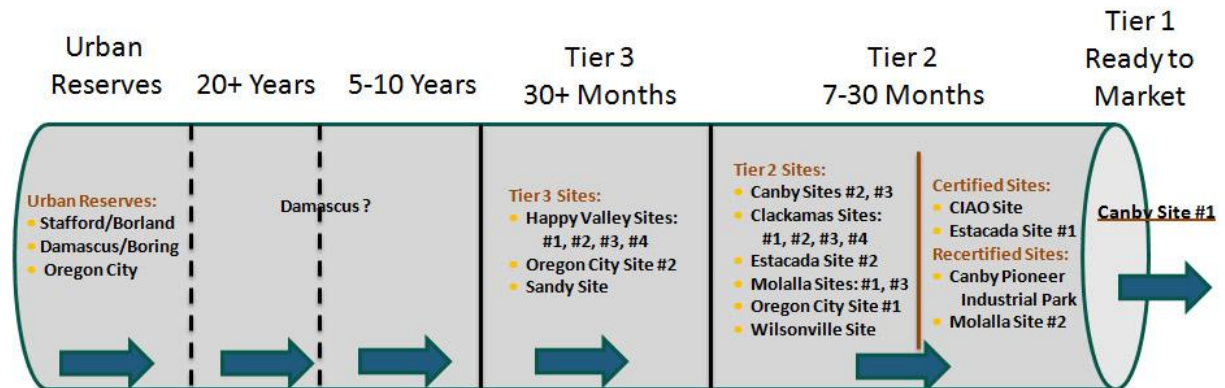 Urban
Reserves
20+ Years
5-10 Years
Tier 3
30+ Months
Tier 2
7-30 Months
Tier 1
Ready to
Market
Urban Reserves:
Stafford/Borland
Damascus/Boring
Oregon City
Damascus ?
Tier3 Sites:
Happy Valley Sites:
#1, #2, #3, #4
Oregon City Site #2
Sandy Site
Tier2 Sites:
Canby Sites #2, #3
Clackamas Sites:
#1, #2, #3, #4
Estacada Site #2
Molalla Sites: #1, #3
Oregon City Site #1
Wilsonville Site
Certified Sites:
CIAO Site
Estacada Site #1
Recertified Sites:
Canby Pioneer
Industrial Park
Molalla Site #2
Canby Site #1